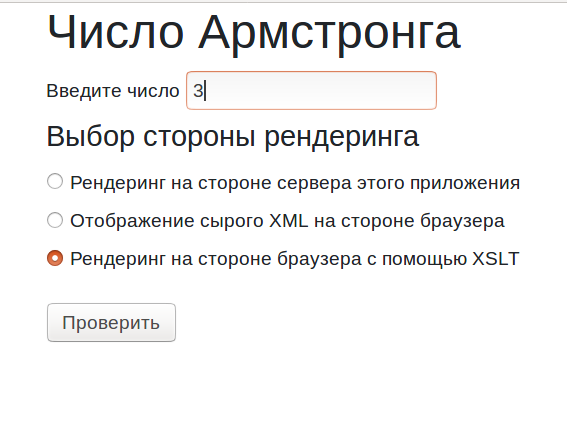 Число Армстронга
Введите число 3
Выбор стороны рендеринга
Рендеринг на стороне сервера этого приложения
Отображение сырого XML на стороне браузера
Рендеринг на стороне браузера с помощью XSLT
Проверить